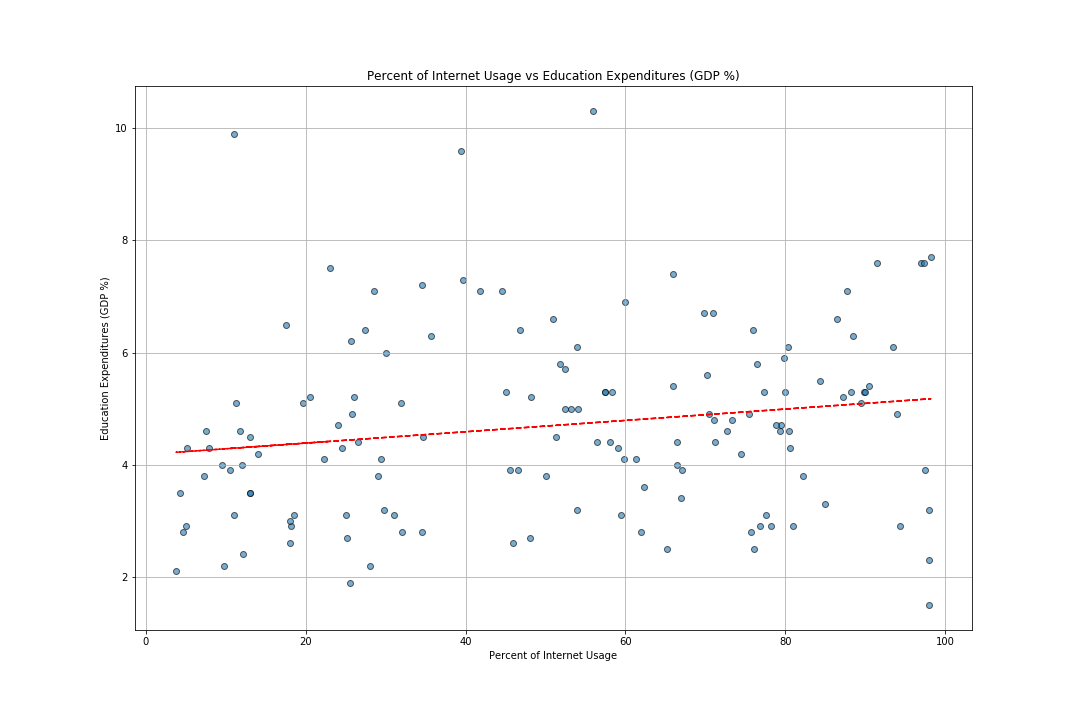 Percent of Internet Usage vs Education Expenditures (GDP %)
10
8
6
4
2
Education Expenditures (GDP %)
0 20 40 60 80 100
Percent of Internet Usage